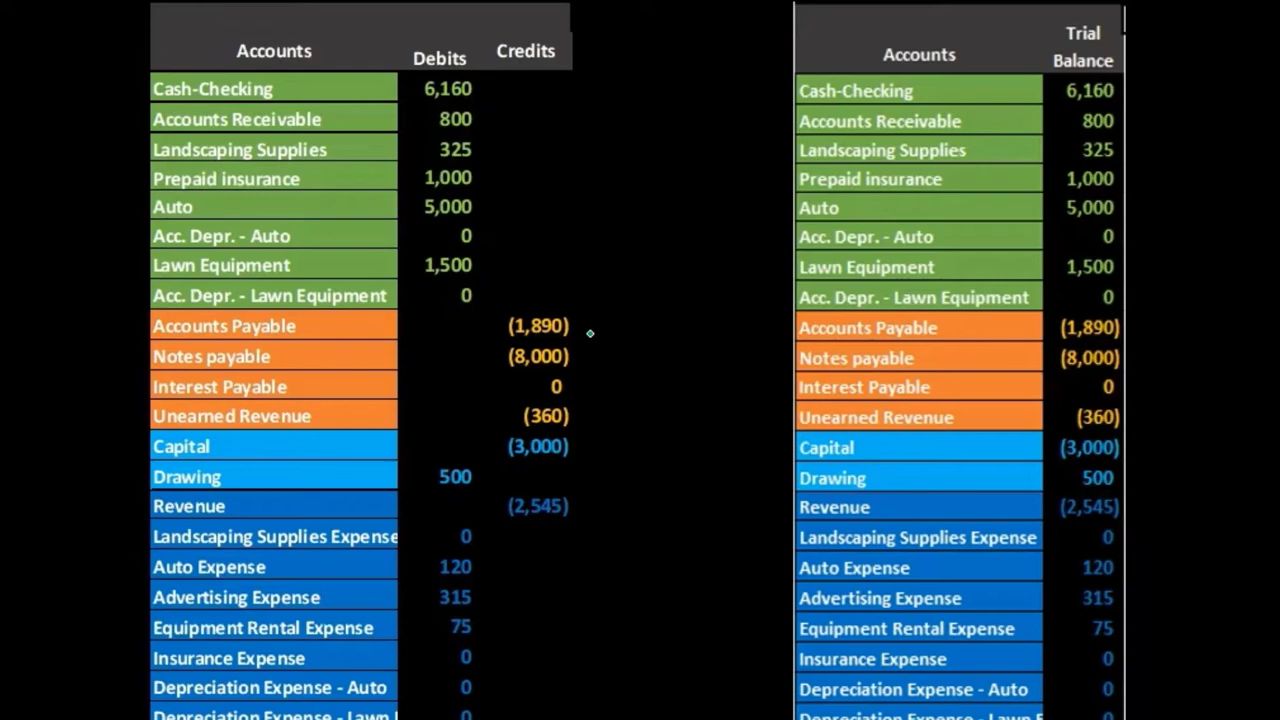 Accounts Debits Credits
Cash-Checking 6,160
Accounts Receivable 800
Landscaping Supplies 325
Prepaid insurance 1,000
Auto 5,000
Acc. Depr. - Auto 0
Lawn Equipment 1,500
Acc. Depr. - Lawn Equipment 0
Accounts Payable (1,890)
Notes payable (8,000)
Interest Payable 0
Unearned Revenue (360)
Capital (3,000)
Drawing 500
Revenue (2,545)
Landscaping Supplies Expense 0
Auto Expense 120
Advertising Expense 315
Equipment Rental Expense 75
Insurance Expense 0
Depreciation Expense - Auto 0
Depreciation Expense - Lawn 0
Trial
Accounts Balance
Cash-Checking 6,160
Accounts Receivable 800
Landscaping Supplies 325
Prepaid insurance 1,000
Auto 5,000
Acc. Depr. - Auto 0
Lawn Equipment 1,500
Acc. Depr. - Lawn Equipment 0
Accounts Payable (1,890)
Notes payable (8,000)
Interest Payable 0
Unearned Revenue (360)
Capital (3,000)
Drawing 500
Revenue (2,545)
Landscaping Supplies Expense 0
Auto Expense 120
Advertising Expense 315
Equipment Rental Expense 75
Insurance Expense 0
Depreciation Expense - Auto 0
Depreciation Expense - Lawn E 0